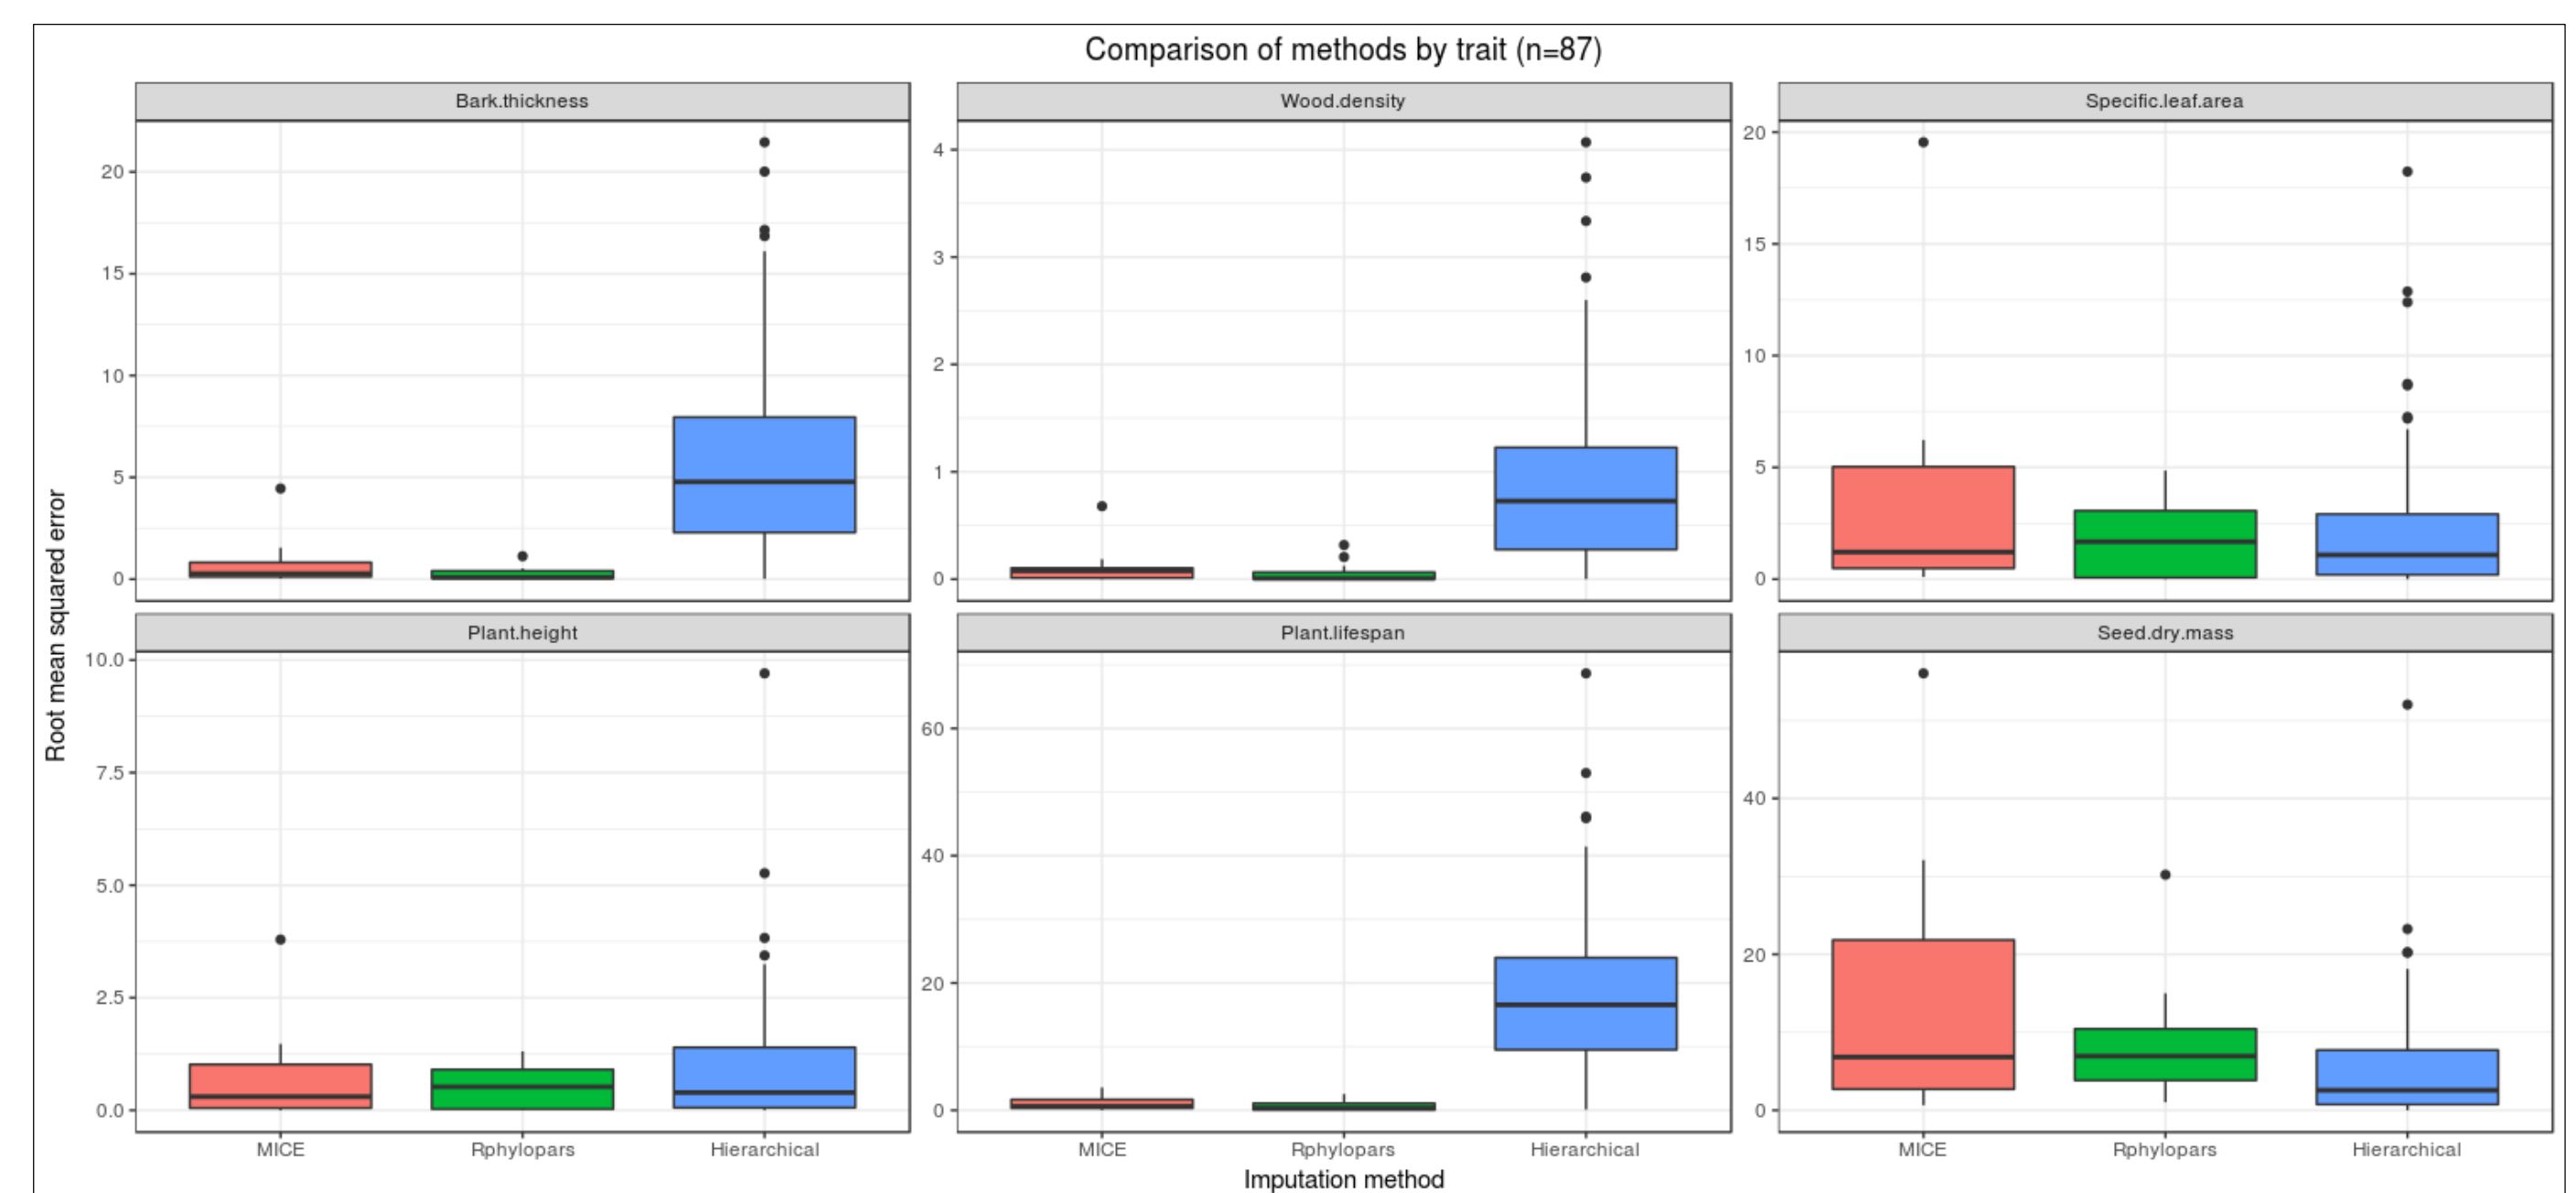 Comparison of methods by trait (n=87)
Bark.thickness
Wood.density
Specific.leaf.area
20
15
10
5
0
4
3
2
1
0
20
15
10
5
0
Root mean squared error
Plant.height
Plant.lifespan
Seed.dry.mass
10.0
7.5
5.0
2.5
0.0
60
40
20
0
40
20
0
MICE Rphylopars Hierarchical
MICE Rphylopars Hierarchical
MICE Rphylopars Hierarchical
Imputation method